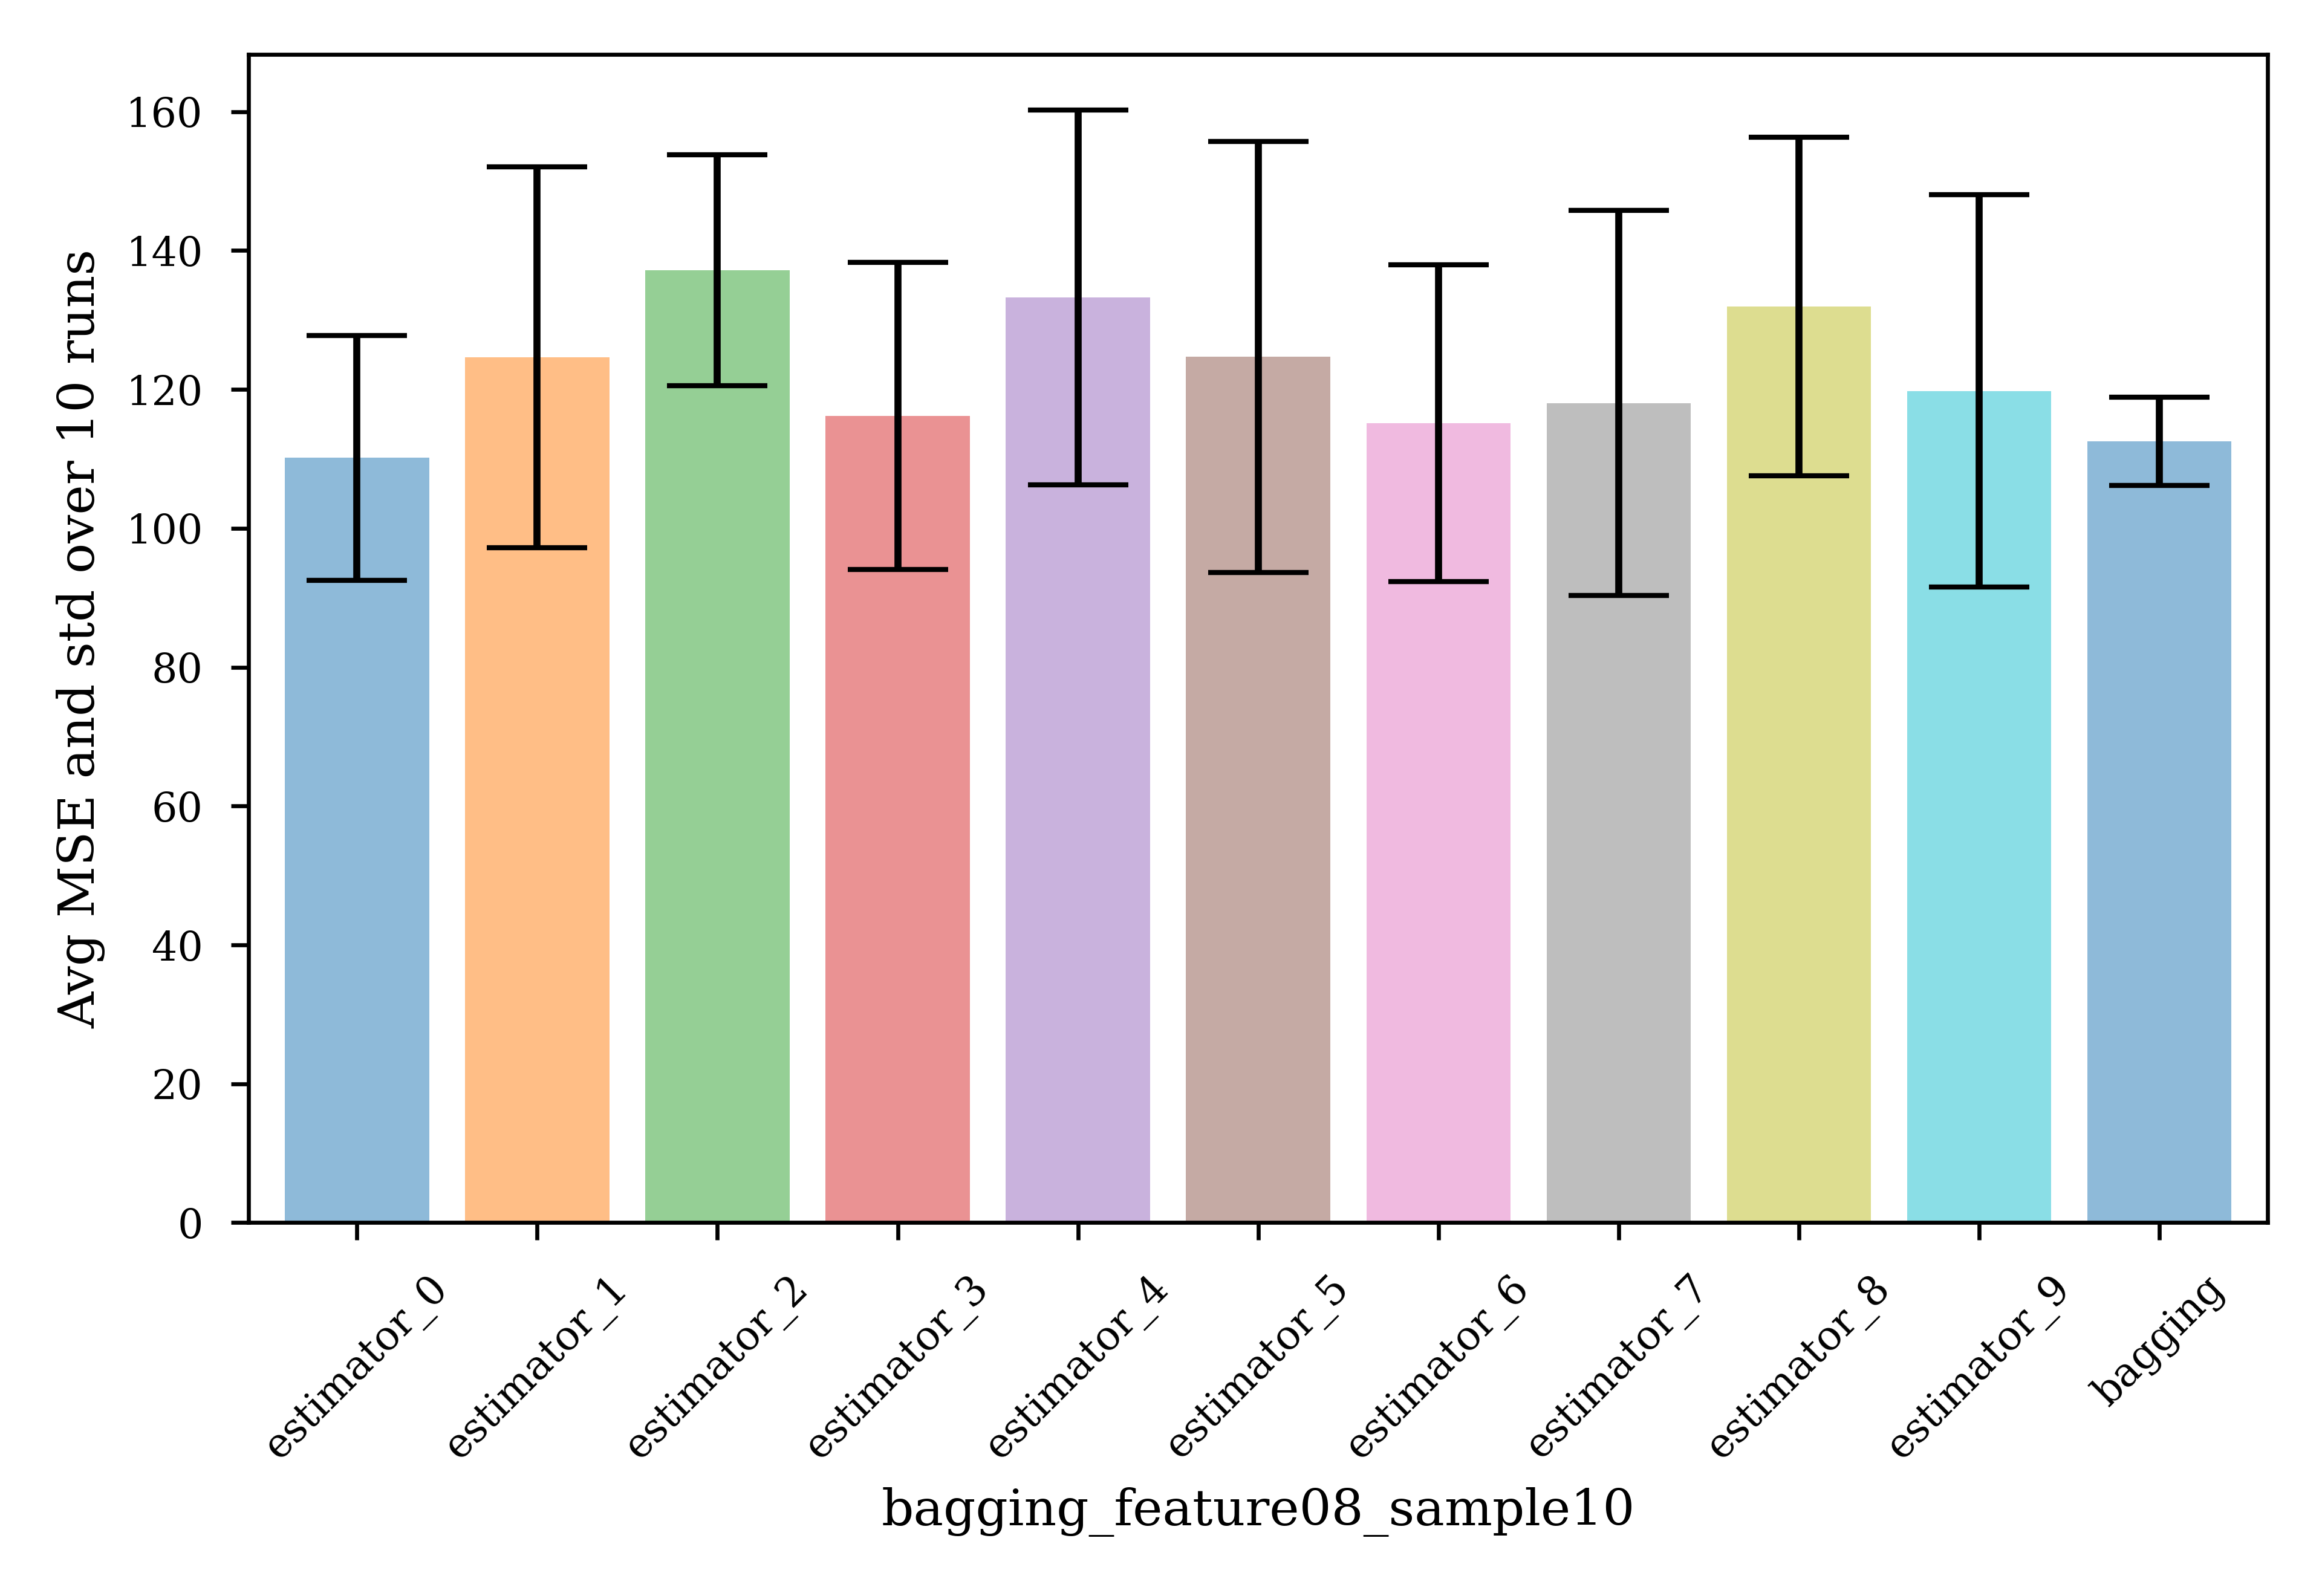 Avg MSE and std over 10 runs
160
140
120
100
80
60
40
20
0
estimator_0
estimator_1
estimator_2
estimator_3
estimator_4
estimator_5
estimator_6
estimator_7
estimator_8
estimator_9
bagging
bagging_feature08_sample10